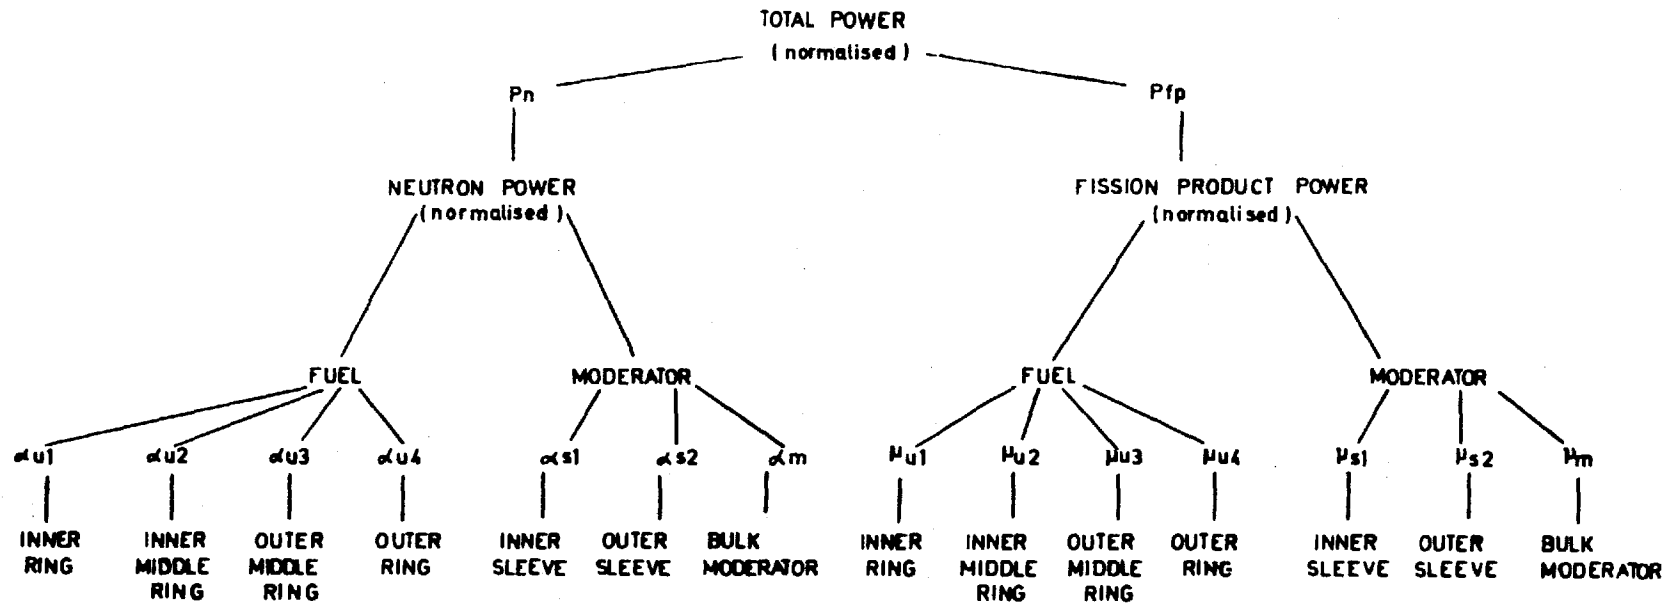 TOTAL POWER
(normalised)
Pn
Pfp
NEUTRON POWER
(normalised)
FISSION PRODUCT POWER
(normalised)
FUEL
MODERATOR
FUEL
MODERATOR
αu1
αu2
αu3
αu4
αs1
αs2
αm
μu1
μu2
μu3
μu4
μs1
μs2
μm
INNER
RING
INNER
MIDDLE
RING
OUTER
MIDDLE
RING
OUTER
RING
INNER
SLEEVE
OUTER
SLEEVE
BULK
MODERATOR
INNER
RING
INNER
MIDDLE
RING
OUTER
MIDDLE
RING
OUTER
RING
INNER
SLEEVE
OUTER
SLEEVE
BULK
MODERATOR